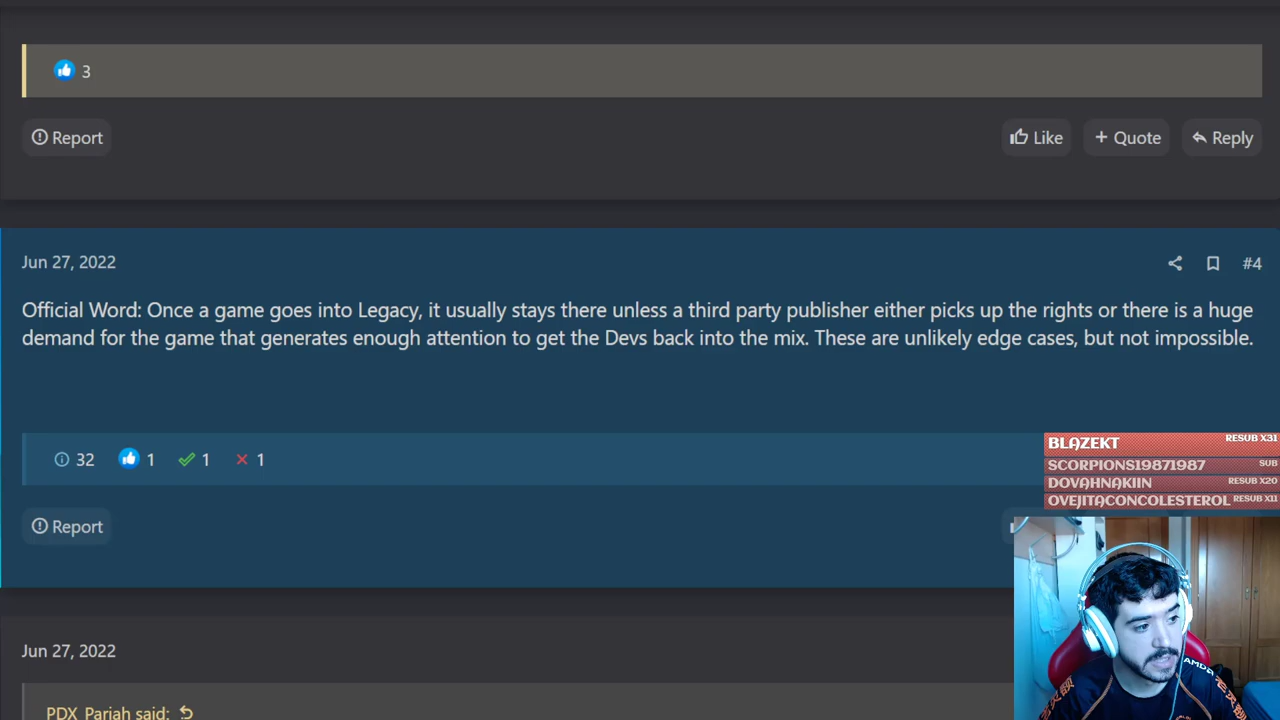 3
Report
Like
+ Quote
Reply
Jun 27, 2022
#4
Official Word: Once a game goes into Legacy, it usually stays there unless a third party publisher either picks up the rights or there is a huge
demand for the game that generates enough attention to get the Devs back into the mix. These are unlikely edge cases, but not impossible.
32 1 1 1
BLAZEKT RESUB X31
SCORPIONS19871987 SUB
DOVAHNAKIIN RESUB X20
OVEJITACONCOLESTEROL RESUB X11
Report
Jun 27, 2022
PDX_Pariah said:
AMD